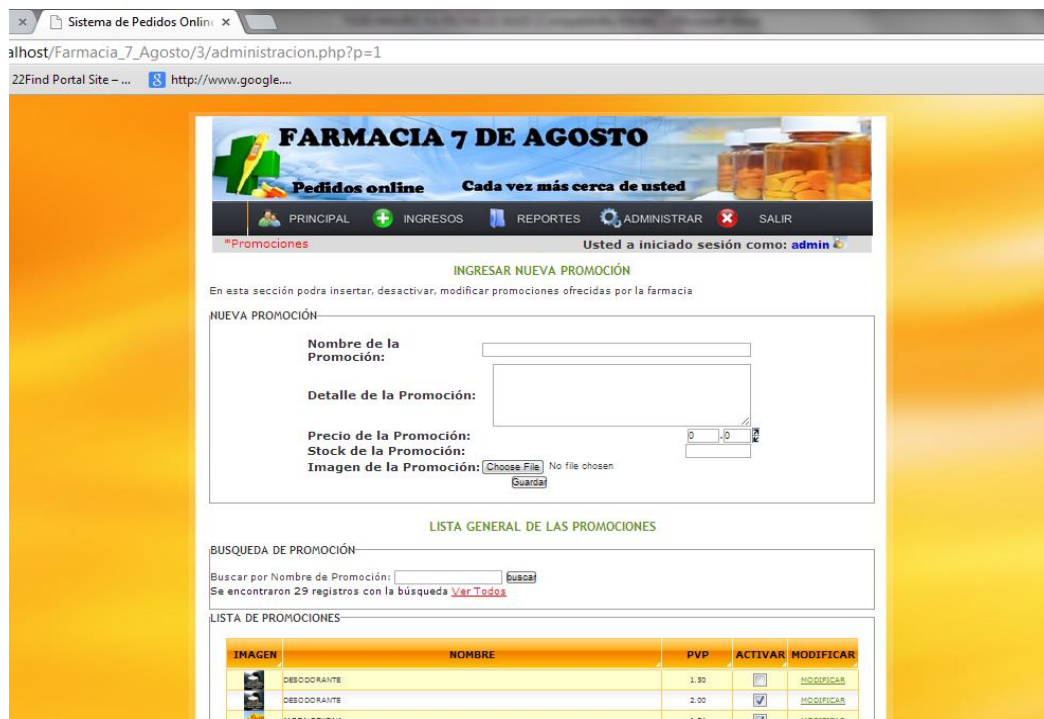 Sistema de Pedidos Online
alhost/Farmacia_7_Agosto/3/administracion.php?p=1
22Find Portal Site – ... http://www.google....
FARMACIA 7 DE AGOSTO
Pedidos online Cada vez más cerca de usted
PRINCIPAL INGRESOS REPORTES ADMINISTRAR SALIR
*Promociones Usted a iniciado sesión como: admin
INGRESAR NUEVA PROMOCIÓN
En esta sección podra insertar, desactivar, modificar promociones ofrecidas por la farmacia
NUEVA PROMOCIÓN
Nombre de la
Promoción:
Detalle de la Promoción:
Precio de la Promoción: 0 .0
Stock de la Promoción:
Imagen de la Promoción: Choose File No file chosen
Guardar
LISTA GENERAL DE LAS PROMOCIONES
BUSQUEDA DE PROMOCIÓN
Buscar por Nombre de Promoción: buscar
Se encontraron 29 registros con la búsqueda Ver Todos
LISTA DE PROMOCIONES
IMAGEN NOMBRE PVP ACTIVAR MODIFICAR
DESODORANTE 1.50 MODIFICAR
DESODORANTE 2.00 MODIFICAR